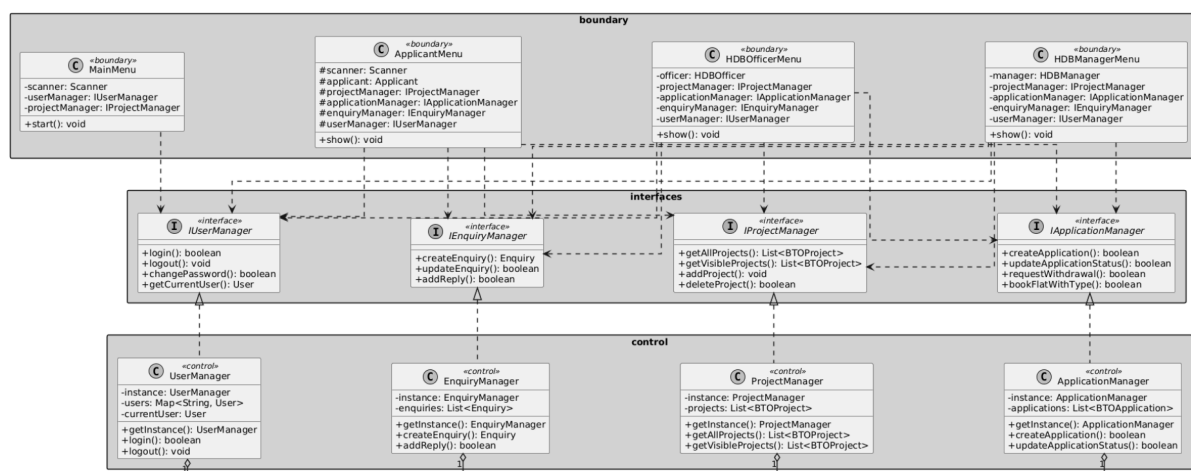 boundary
«boundary»
C MainMenu
-scanner: Scanner
-userManager: IUserManager
-projectManager: IProjectManager
+start(): void
«boundary»
C ApplicantMenu
#scanner: Scanner
#applicant: Applicant
#projectManager: IProjectManager
#applicationManager: IApplicationManager
#enquiryManager: IEnquiryManager
#userManager: IUserManager
+show(): void
«boundary»
C HDBOfficerMenu
-officer: HDBOfficer
-projectManager: IProjectManager
-applicationManager: IApplicationManager
-enquiryManager: IEnquiryManager
-userManager: IUserManager
+show(): void
«boundary»
C HDBManagerMenu
-manager: HDBManager
-projectManager: IProjectManager
-applicationManager: IApplicationManager
-enquiryManager: IEnquiryManager
-userManager: IUserManager
+show(): void
interfaces
«interface»
I IUserManager
+login(): boolean
+logout(): void
+changePassword(): boolean
+getCurrentUser(): User
«interface»
I IEnquiryManager
+createEnquiry(): Enquiry
+updateEnquiry(): boolean
+addReply(): boolean
«interface»
I IProjectManager
+getAllProjects(): List<BTOProject>
+getVisibleProjects(): List<BTOProject>
+addProject(): void
+deleteProject(): boolean
«interface»
I IApplicationManager
+createApplication(): boolean
+updateApplicationStatus(): boolean
+requestWithdrawal(): boolean
+bookFlatWithType(): boolean
control
«control»
C UserManager
-instance: UserManager
-users: Map<String, User>
-currentUser: User
+getInstance(): UserManager
+login(): boolean
+logout(): void
«control»
C EnquiryManager
-instance: EnquiryManager
-enquiries: List<Enquiry>
+getInstance(): EnquiryManager
+createEnquiry(): Enquiry
+addReply(): boolean
«control»
C ProjectManager
-instance: ProjectManager
-projects: List<BTOProject>
+getInstance(): ProjectManager
+getAllProjects(): List<BTOProject>
+getVisibleProjects(): List<BTOProject>
«control»
C ApplicationManager
-instance: ApplicationManager
-applications: List<BTOApplication>
+getInstance(): ApplicationManager
+createApplication(): boolean
+updateApplicationStatus(): boolean
1
1
1